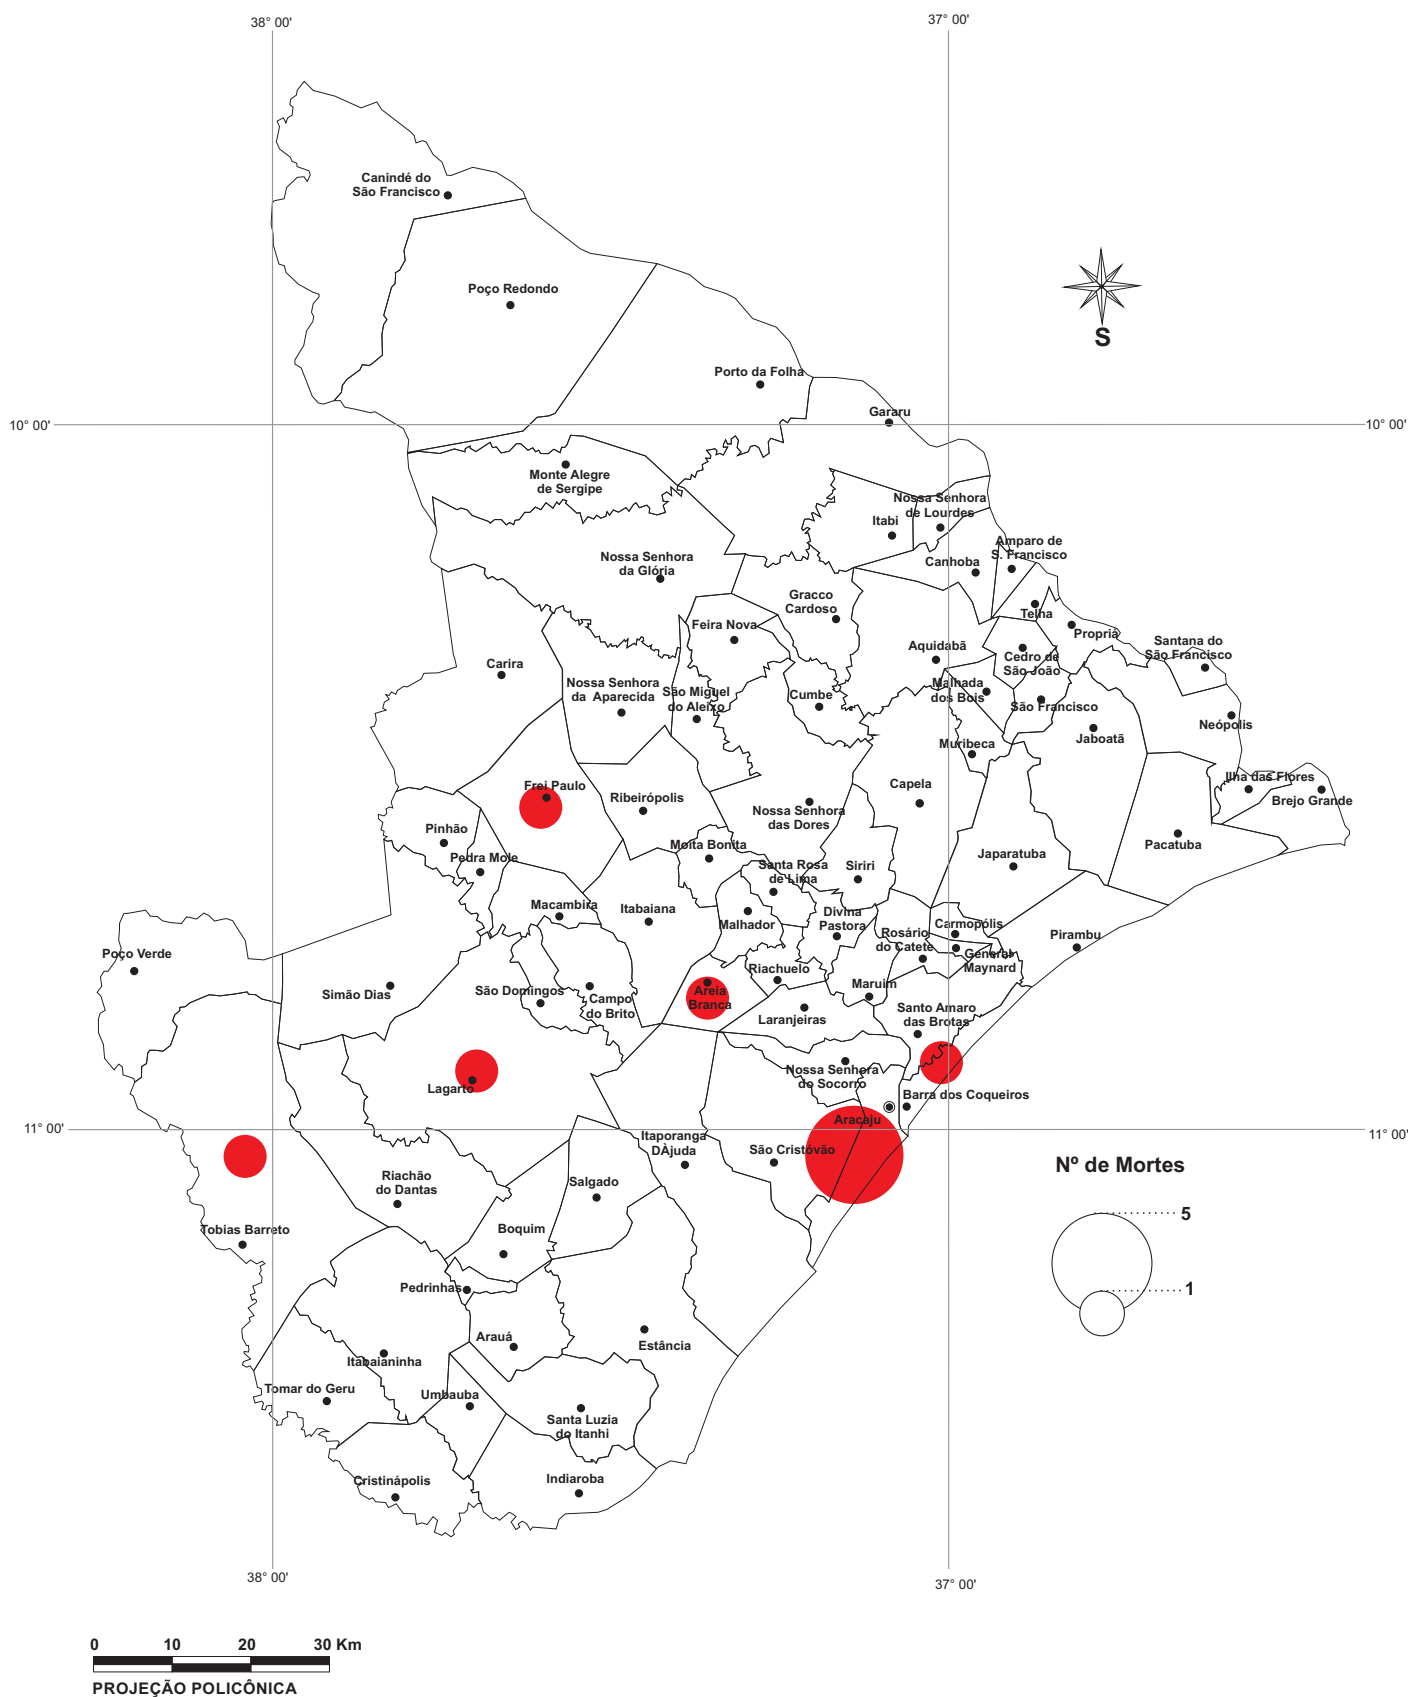 38° 00'
37° 00'
Canindé do
São Francisco
Poço Redondo
S
Porto da Folha
Gararu
10° 00'
10° 00'
Monte Alegre
de Sergipe
Nossa Senhora
de Lourdes
Itabi
Amparo de
S. Francisco
Nossa Senhora
da Glória
Canhoba
Gracco
Cardoso
Telha
Feira Nova
Propriá
Santana do
São Francisco
Aquidabã
Cedro de
São João
Carira
Nossa Senhora
da Aparecida
São Miguel
do Aleixo
Cumbe
Malhada
dos Bois
São Francisco
Neópolis
Jaboatã
Muribeca
Ilha das Flores
Brejo Grande
Frei Paulo
Ribeirópolis
Capela
Nossa Senhora
das Dores
Pinhão
Pedra Mole
Moita Bonita
Pacatuba
Japaratuba
Santa Rosa
de Lima
Siriri
Macambira
Itabaiana
Malhador
Divina
Pastora
Carmopólis
Rosário
do Catete
Pirambu
General
Maynard
Poço Verde
Simão Dias
São Domingos
Campo
do Brito
Areia
Branca
Riachuelo
Maruim
Laranjeiras
Santo Amaro
das Brotas
Nossa Senhora
do Socorro
Lagarto
Barra dos Coqueiros
Aracaju
11° 00'
11° 00'
Itaporanga
DÀjuda
São Cristóvão
Nº de Mortes
Riachão
do Dantas
Salgado
5
Tobias Barreto
Boquim
Pedrinhas
1
Arauá
Estância
Itabaianinha
Tomar do Geru
Umbauba
Santa Luzia
do Itanhi
Cristinápolis
Indiaroba
38° 00'
37° 00'
0 10 20 30 Km
PROJEÇÃO POLICÔNICA